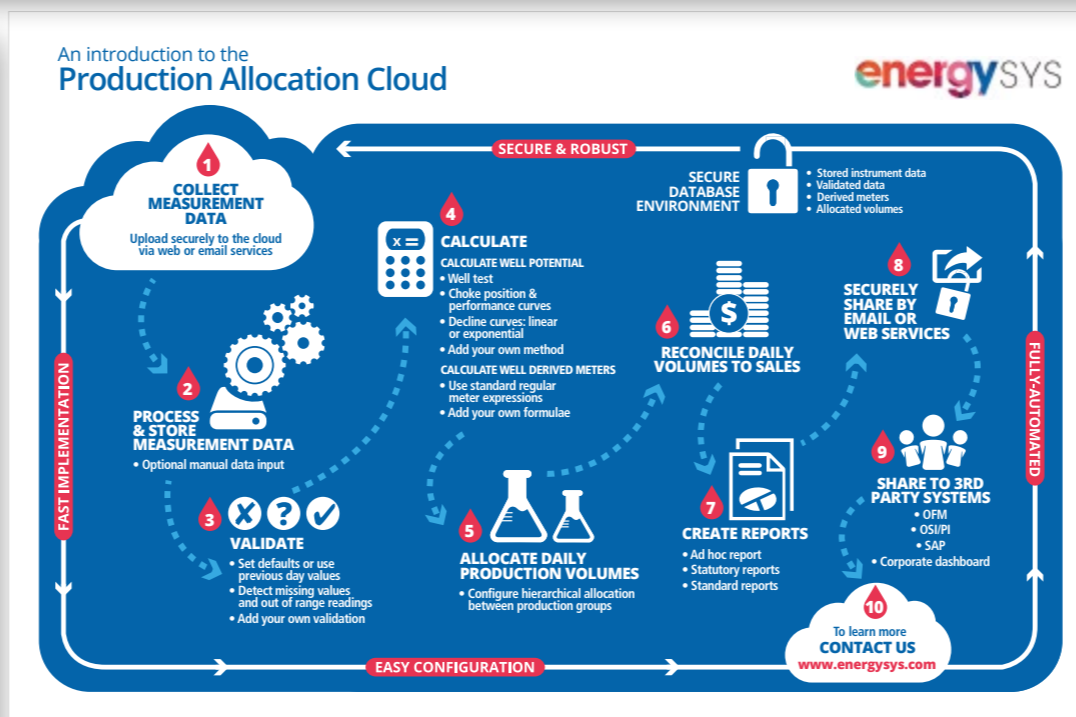 An introduction to the
Production Allocation Cloud
energysys
SECURE & ROBUST
SECURE
DATABASE
ENVIRONMENT
• Stored instrument data
• Validated data
• Derived meters
• Allocated volumes
1
COLLECT
MEASUREMENT
DATA
Upload securely to the cloud
via web or email services
2
PROCESS
& STORE
MEASUREMENT DATA
• Optional manual data input
3
VALIDATE
• Set defaults or use
previous day values
• Detect missing values
and out of range readings
• Add your own validation
4
x =
CALCULATE
CALCULATE WELL POTENTIAL
• Well test
• Choke position &
performance curves
• Decline curves: linear
or exponential
• Add your own method
CALCULATE WELL DERIVED METERS
• Use standard regular
meter expressions
• Add your own formulae
5
ALLOCATE DAILY
PRODUCTION VOLUMES
• Configure hierarchical allocation
between production groups
6
$
RECONCILE DAILY
VOLUMES TO SALES
7
CREATE REPORTS
• Ad hoc report
• Statutory reports
• Standard reports
8
SECURELY
SHARE BY
EMAIL OR
WEB SERVICES
9
SHARE TO 3RD
PARTY SYSTEMS
• OFM
• OSI/PI
• SAP
• Corporate dashboard
10
To learn more
CONTACT US
www.energysys.com
FAST IMPLEMENTATION
EASY CONFIGURATION
FULLY-AUTOMATED